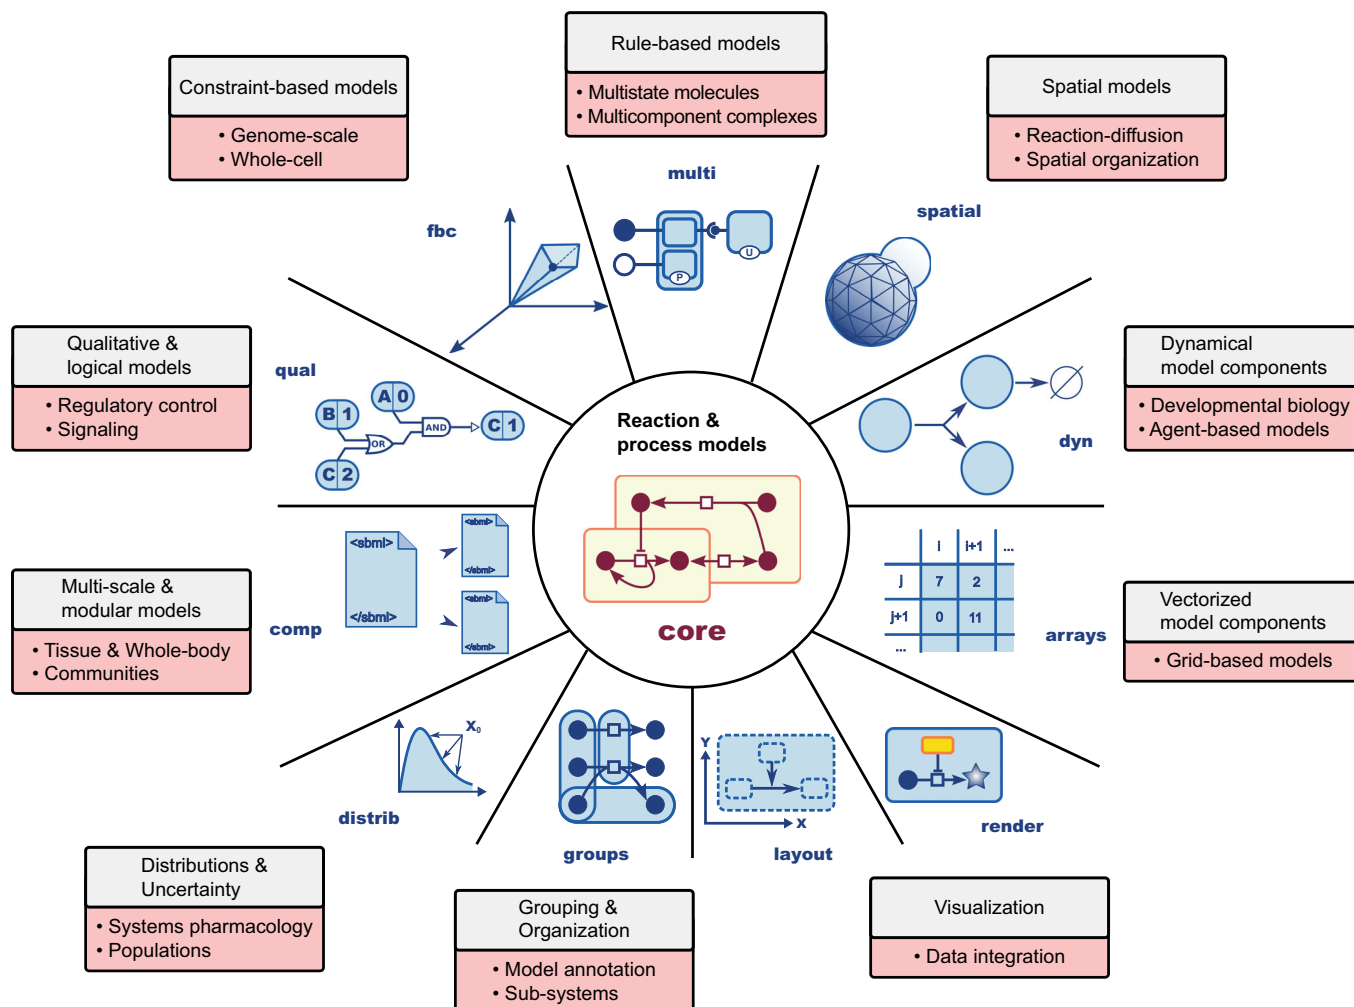 Rule-based models
• Multistate molecules
• Multicomponent complexes
multi
P
U
Constraint-based models
• Genome-scale
• Whole-cell
fbc
Spatial models
• Reaction-diffusion
• Spatial organization
spatial
Qualitative &
logical models
• Regulatory control
• Signaling
qual
A 0
B 1
OR
AND
C 1
C 2
Dynamical
model components
• Developmental biology
• Agent-based models
dyn
Reaction &
process models
core
Multi-scale &
modular models
• Tissue & Whole-body
• Communities
comp
<sbml>
</sbml>
<sbml>
</sbml>
<sbml>
</sbml>
i i+1 ...
j 7 2
j+1 0 11
...
arrays
Vectorized
model components
• Grid-based models
X₀
distrib
Distributions &
Uncertainty
• Systems pharmacology
• Populations
groups
Grouping &
Organization
• Model annotation
• Sub-systems
Y
X
layout
render
Visualization
• Data integration